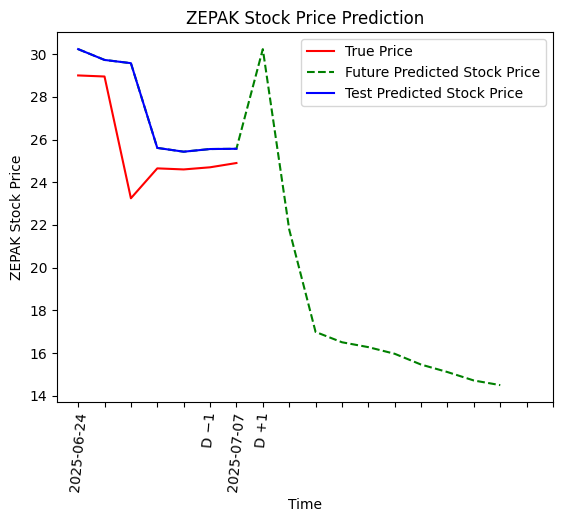 ZEPAK Stock Price Prediction
True Price
Future Predicted Stock Price
Test Predicted Stock Price
ZEPAK Stock Price
30
28
26
24
22
20
18
16
14
2025-06-24
D −1
2025-07-07
D +1
Time